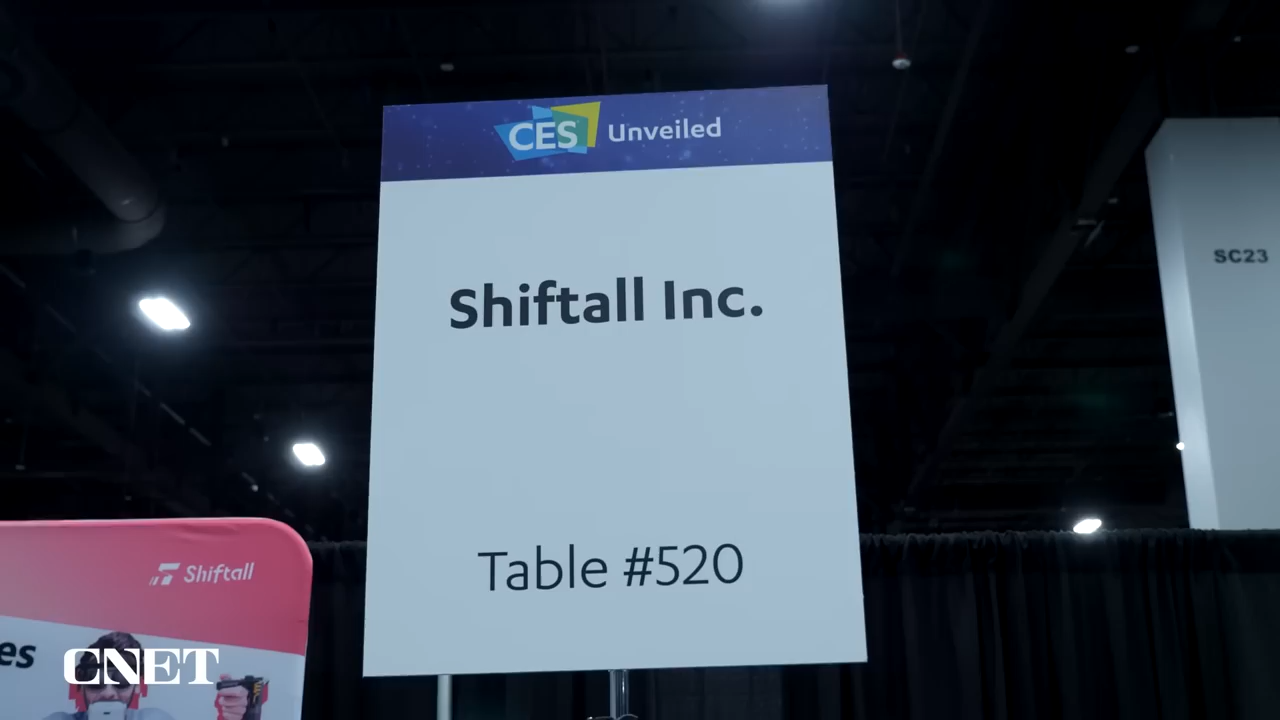 CES Unveiled
Shiftall Inc.
Table #520
SC23
Shiftall
es
CNET